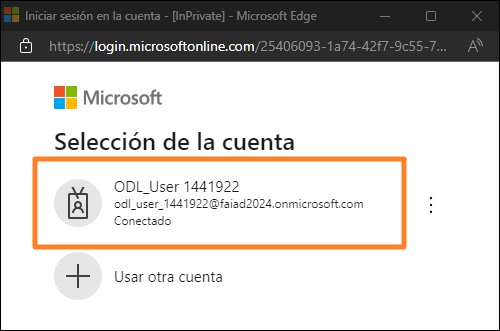 Iniciar sesión en la cuenta - [InPrivate] - Microsoft Edge
https://login.microsoftonline.com/25406093-1a74-42f7-9c55-7...
Microsoft
Selección de la cuenta
ODL_User 1441922
odl_user_1441922@faiad2024.onmicrosoft.com
Conectado
Usar otra cuenta